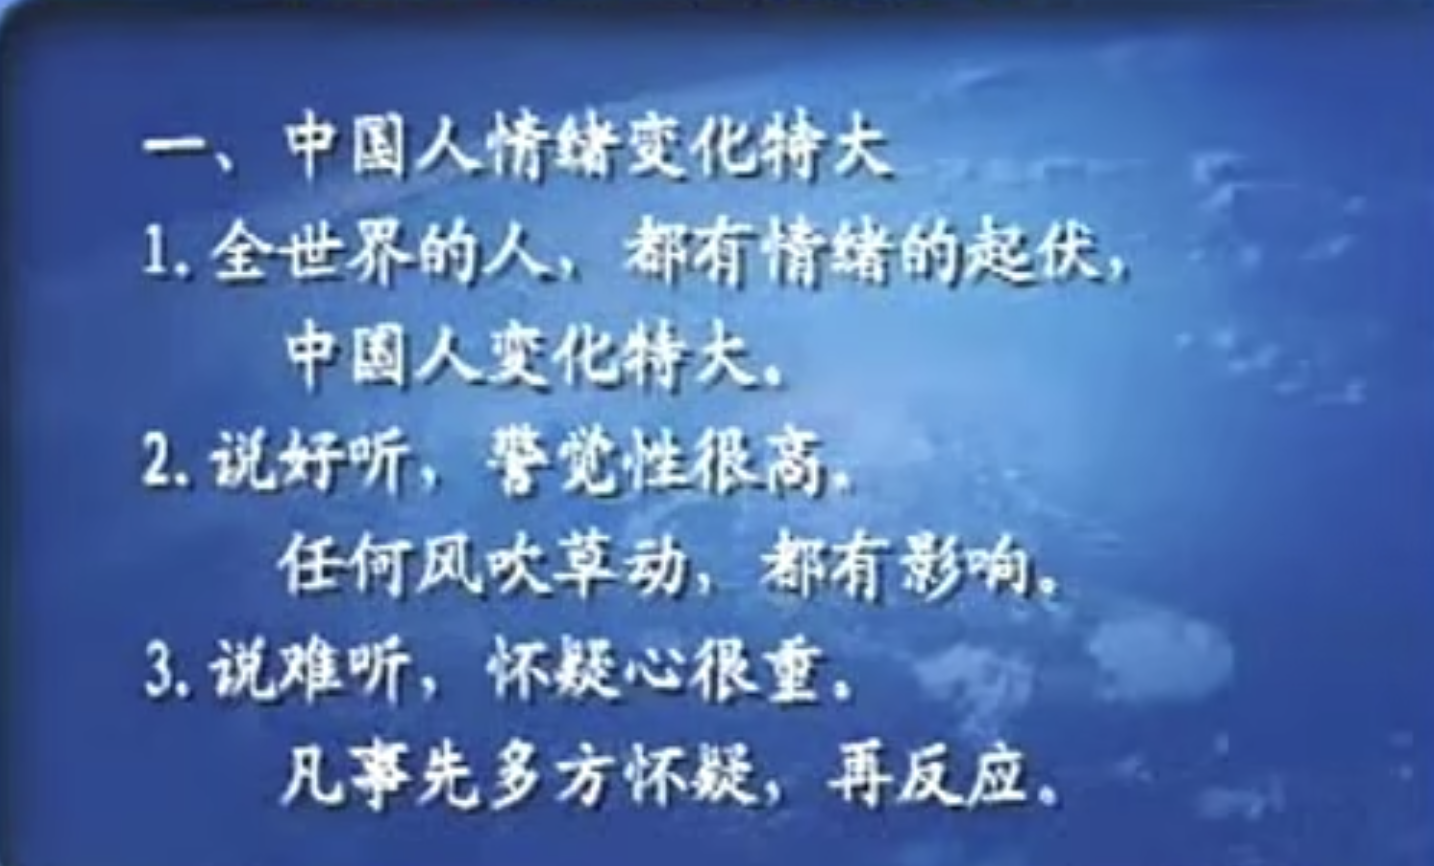 一、中国人情绪变化特大
1.全世界的人，都有情绪的起伏，
中国人变化特大。
2.说好听，警觉性很高。
任何风吹草动，都有影响。
3.说难听，怀疑心很重。
凡事先多方怀疑，再反应。